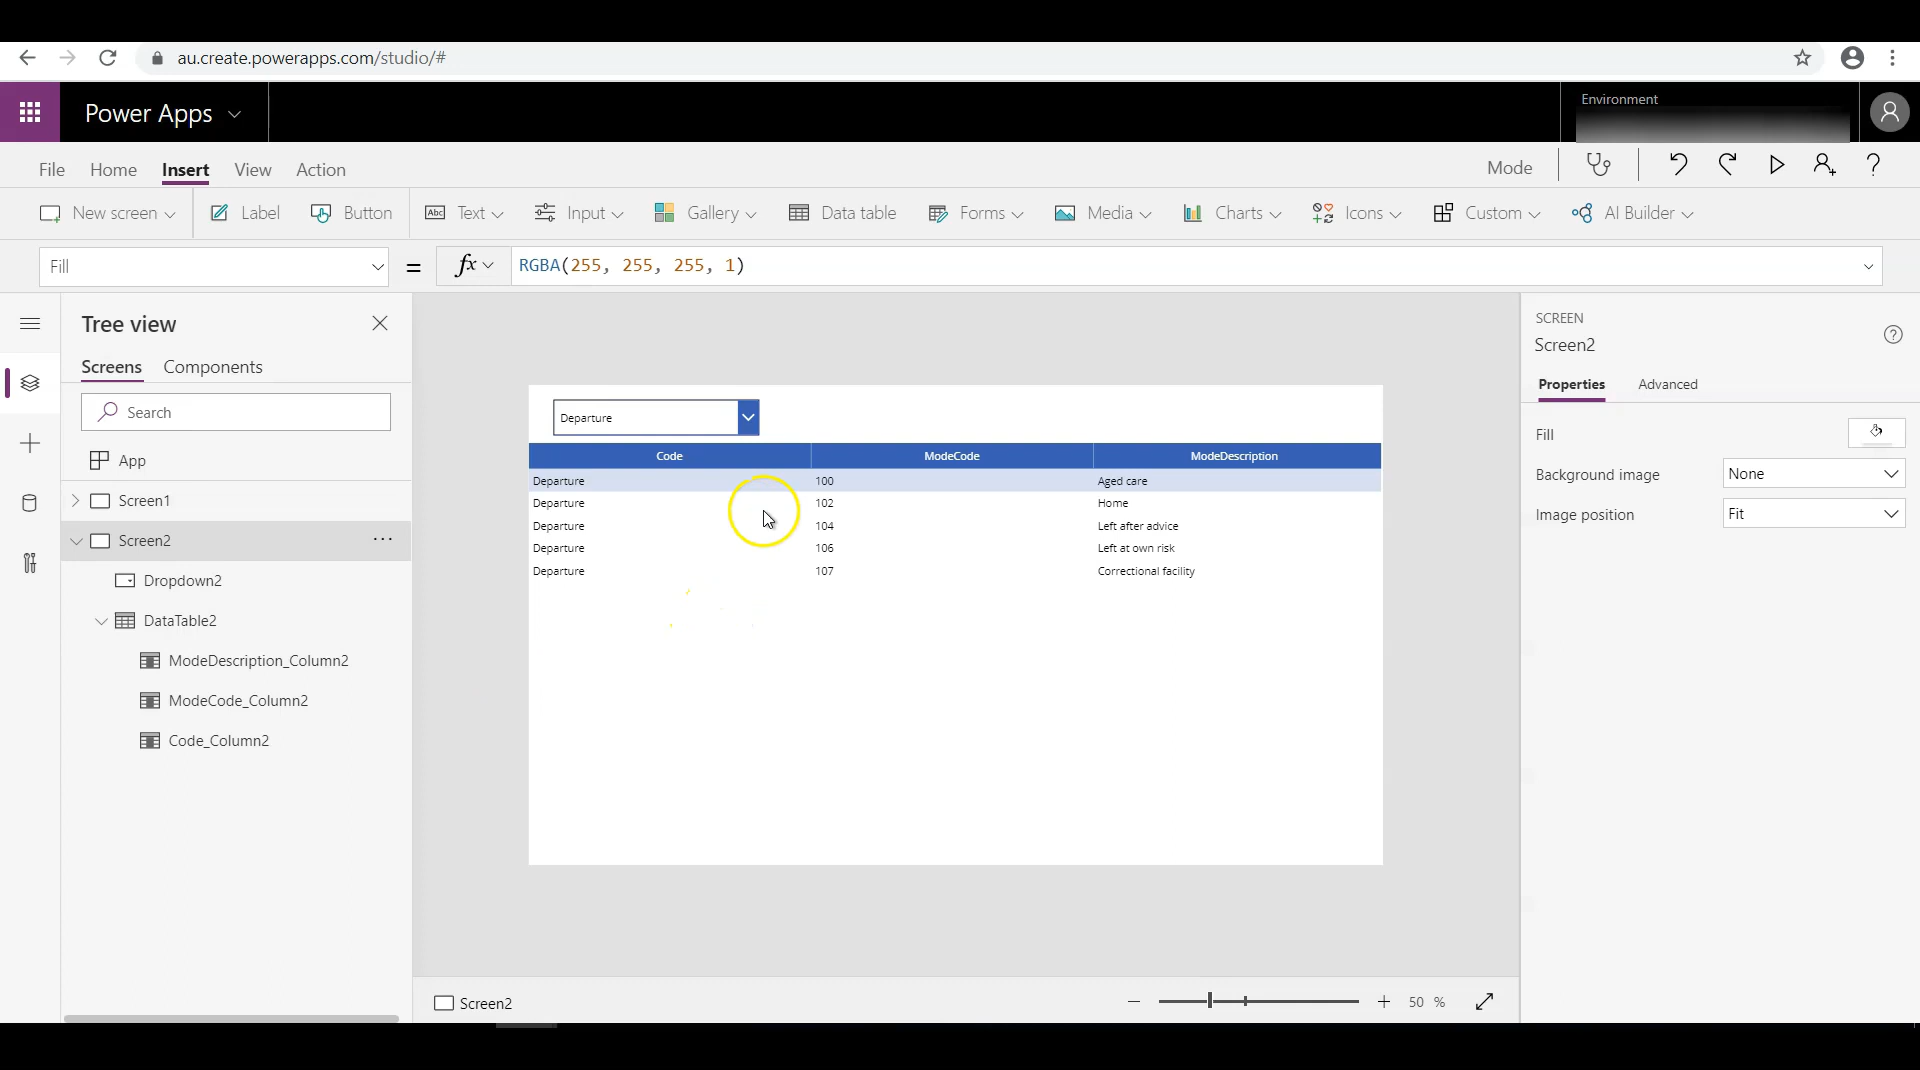 au.create.powerapps.com/studio/#
Power Apps
Environment
File Home Insert View Action Mode
New screen Label Button Text Input Gallery Data table Forms Media Charts Icons Custom AI Builder
Fill = fx RGBA(255, 255, 255, 1)
Tree view
Screens Components
Search
App
Screen1
Screen2
Dropdown2
DataTable2
ModeDescription_Column2
ModeCode_Column2
Code_Column2
Departure
Code ModeCode ModeDescription
Departure 100 Aged care
Departure 102 Home
Departure 104 Left after advice
Departure 106 Left at own risk
Departure 107 Correctional facility
Screen2
50 %
SCREEN
Screen2
Properties Advanced
Fill
Background image None
Image position Fit